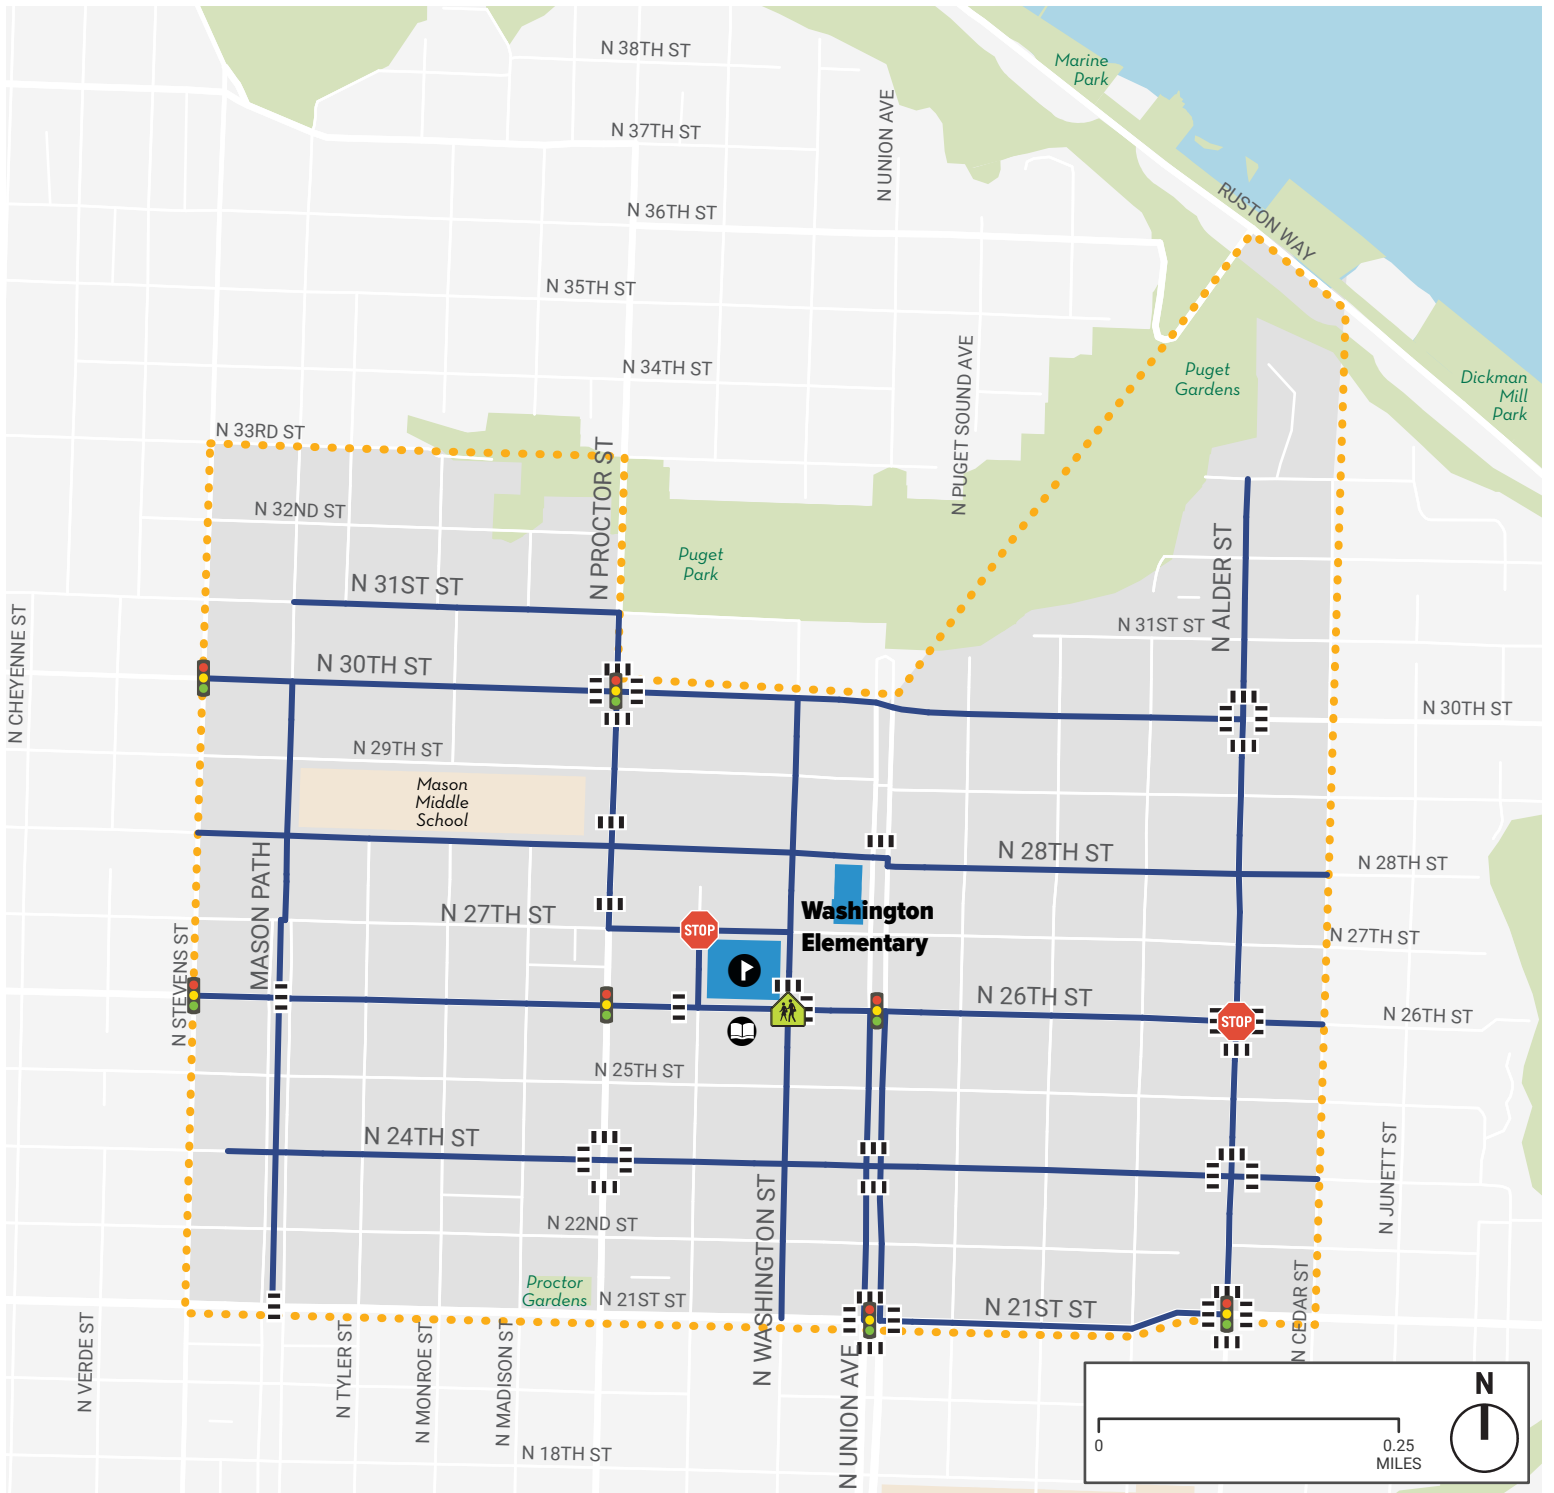 N 38TH ST
Marine
Park
N UNION AVE
N 37TH ST
RUSTON WAY
N 36TH ST
N 35TH ST
N PUGET SOUND AVE
N 34TH ST
Puget
Gardens
Dickman
Mill
Park
N 33RD ST
N PROCTOR ST
N 32ND ST
N ALDER ST
Puget
Park
N 31ST ST
N 31ST ST
N CHEYENNE ST
N 30TH ST
N 30TH ST
N 29TH ST
Mason
Middle
School
MASON PATH
N 28TH ST
N 28TH ST
N 27TH ST
Washington
Elementary
STOP
N 27TH ST
N STEVENS ST
N 26TH ST
N 26TH ST
STOP
N 25TH ST
N 24TH ST
N JUNETT ST
N WASHINGTON ST
N 22ND ST
Proctor
Gardens
N 21ST ST
N 21ST ST
N CEDAR ST
N VERDE ST
N TYLER ST
N MONROE ST
N MADISON ST
N UNION AVE
N 18TH ST
N
0
0.25
MILES